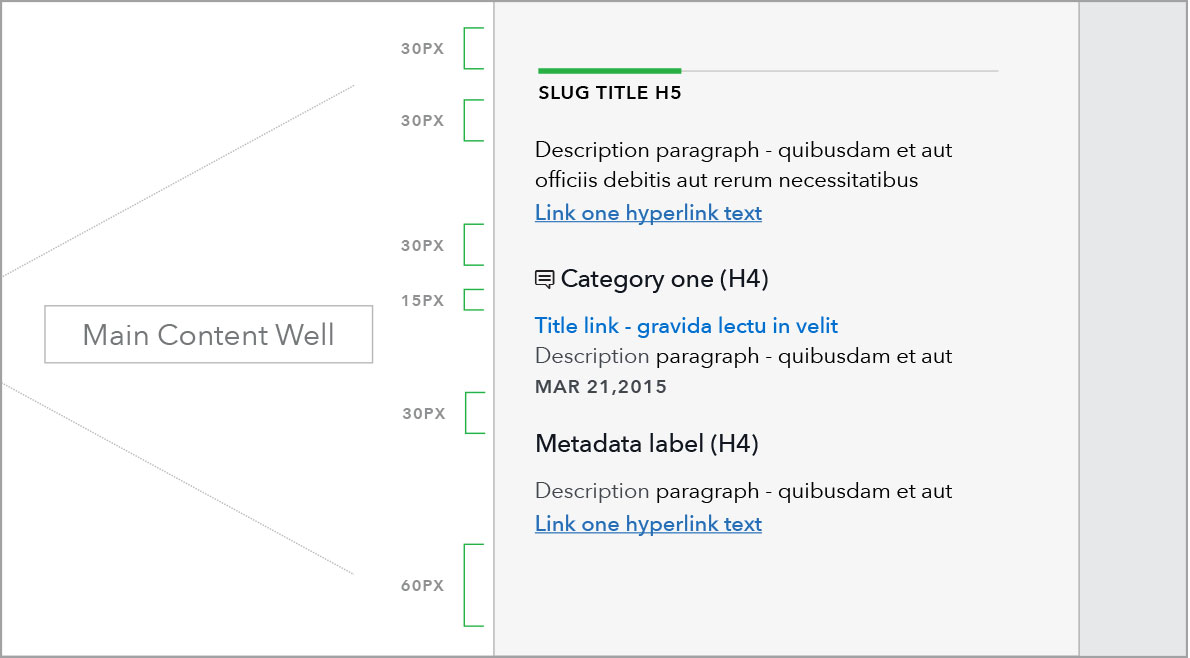 30PX
SLUG TITLE H5
30PX
Description paragraph - quibusdam et aut
officiis debitis aut rerum necessitatibus
Link one hyperlink text
30PX
Category one (H4)
15PX
Title link - gravida lectu in velit
Main Content Well
Description paragraph - quibusdam et aut
MAR 21,2015
30PX
Metadata label (H4)
Description paragraph - quibusdam et aut
Link one hyperlink text
60PX